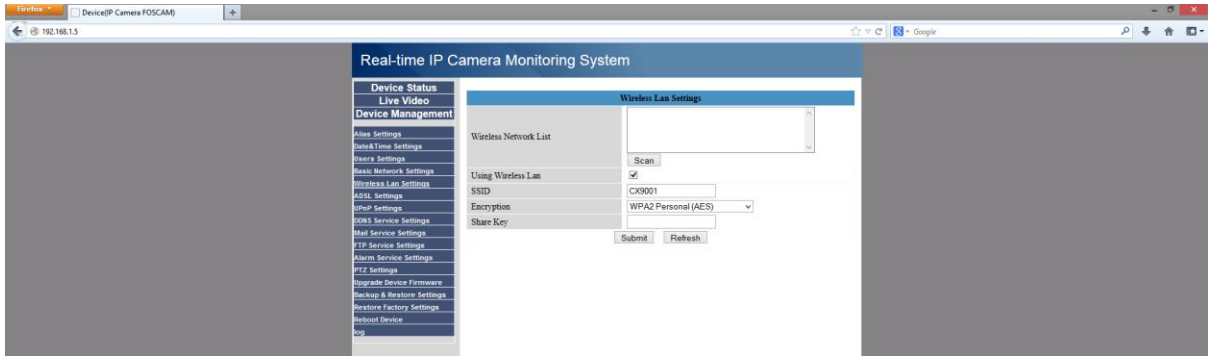 Firefox
Device(IP Camera FOSCAM)
192.168.1.5
Google
Real-time IP Camera Monitoring System
Device Status
Live Video
Device Management
Alias Settings
Date&Time Settings
Users Settings
Basic Network Settings
Wireless Lan Settings
ADSL Settings
UPnP Settings
DDNS Service Settings
Mail Service Settings
FTP Service Settings
Alarm Service Settings
PTZ Settings
Upgrade Device Firmware
Backup & Restore Settings
Restore Factory Settings
Reboot Device
log
Wireless Lan Settings
Wireless Network List
Scan
Using Wireless Lan
SSID CX9001
Encryption WPA2 Personal (AES)
Share Key
Submit Refresh